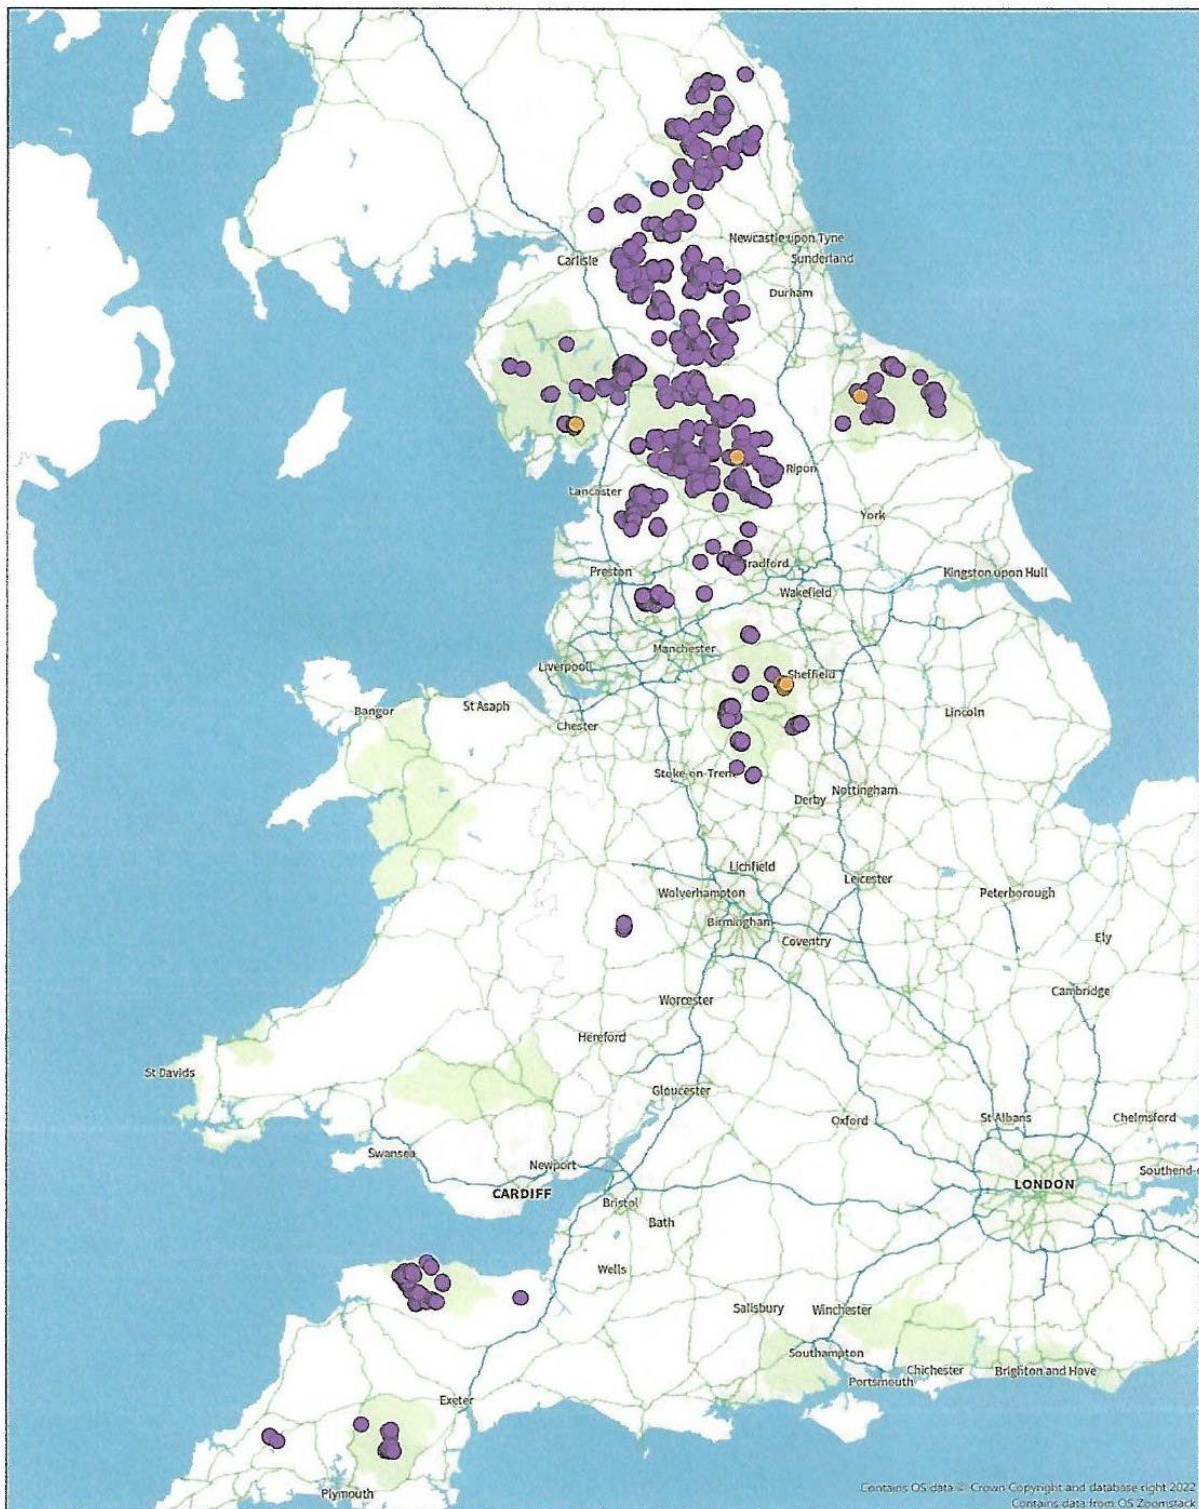 Newcastle upon Tyne
Carlisle
Sunderland
Durham
Ripon
Lancaster
York
Preston
Bradford
Kingston upon Hull
Wakefield
Manchester
Liverpool
Sheffield
Bangor
St Asaph
Chester
Lincoln
Stoke-on-Trent
Derby
Nottingham
Lichfield
Leicester
Wolverhampton
Peterborough
Birmingham
Coventry
Ely
Cambridge
Worcester
Hereford
St Davids
Gloucester
Oxford
St Albans
Chelmsford
Swansea
Newport
Southend-o
CARDIFF
LONDON
Bristol
Bath
Wells
Salisbury
Winchester
Southampton
Chichester
Brighton and Hove
Portsmouth
Exeter
Plymouth
Contains OS data © Crown Copyright and database right 2022
Contains data from OS Zoomstack